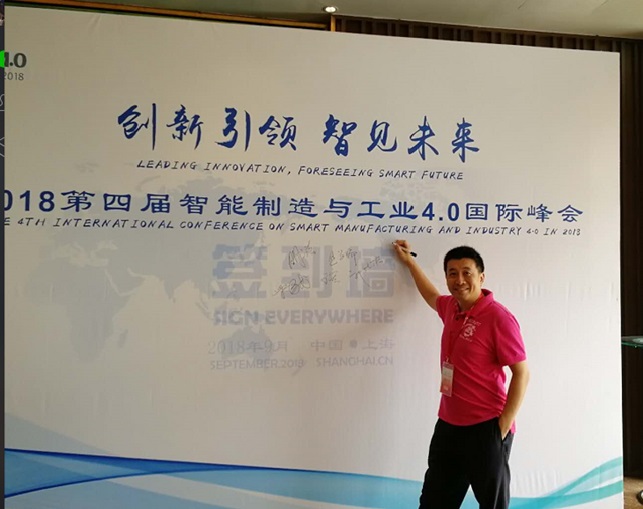 1.0
2018
创新引领 智见未来
LEADING INNOVATION, FORESEEING SMART FUTURE
2018第四届智能制造与工业4.0国际峰会
E 4TH INTERNATIONAL CONFERENCE ON SMART MANUFACTURING AND INDUSTRY 4.0 IN 2018
签到墙
SIGN EVERYWHERE
2018年9月 中国 上海
SEPTEMBER.2018 SHANGHAI.CN